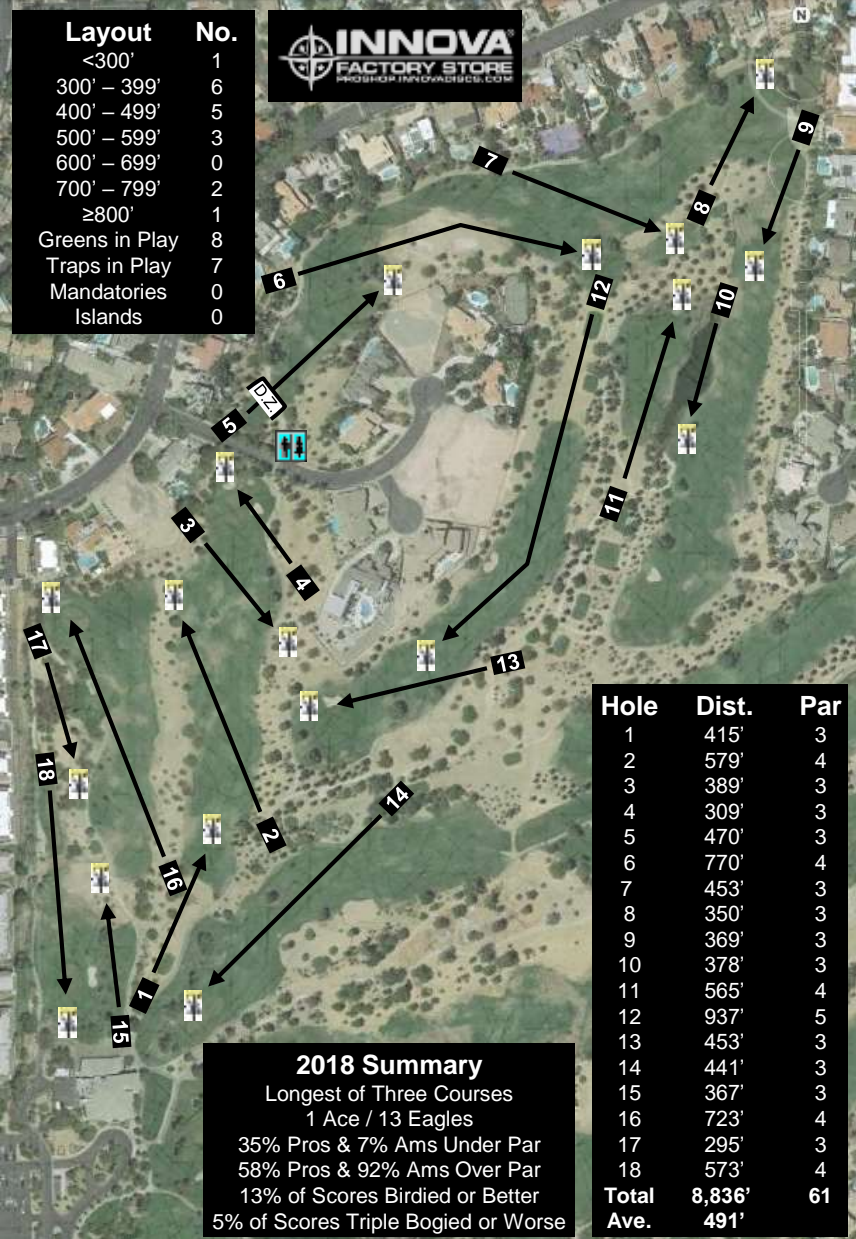 Layout No.
<300' 1
300' – 399' 6
400' – 499' 5
500' – 599' 3
600' – 699' 0
700' – 799' 2
≥800' 1
Greens in Play 8
Traps in Play 7
Mandatories 0
Islands 0
INNOVA
FACTORY STORE
PROSHOP.INNOVADISCS.COM
N
9
7
8
6
12
10
D.Z.
5
11
3
4
17
13
18
14
2
16
1
15
Hole Dist. Par
1 415' 3
2 579' 4
3 389' 3
4 309' 3
5 470' 3
6 770' 4
7 453' 3
8 350' 3
9 369' 3
10 378' 3
11 565' 4
12 937' 5
13 453' 3
14 441' 3
15 367' 3
16 723' 4
17 295' 3
18 573' 4
Total 8,836' 61
Ave. 491'
2018 Summary
Longest of Three Courses
1 Ace / 13 Eagles
35% Pros & 7% Ams Under Par
58% Pros & 92% Ams Over Par
13% of Scores Birdied or Better
5% of Scores Triple Bogied or Worse